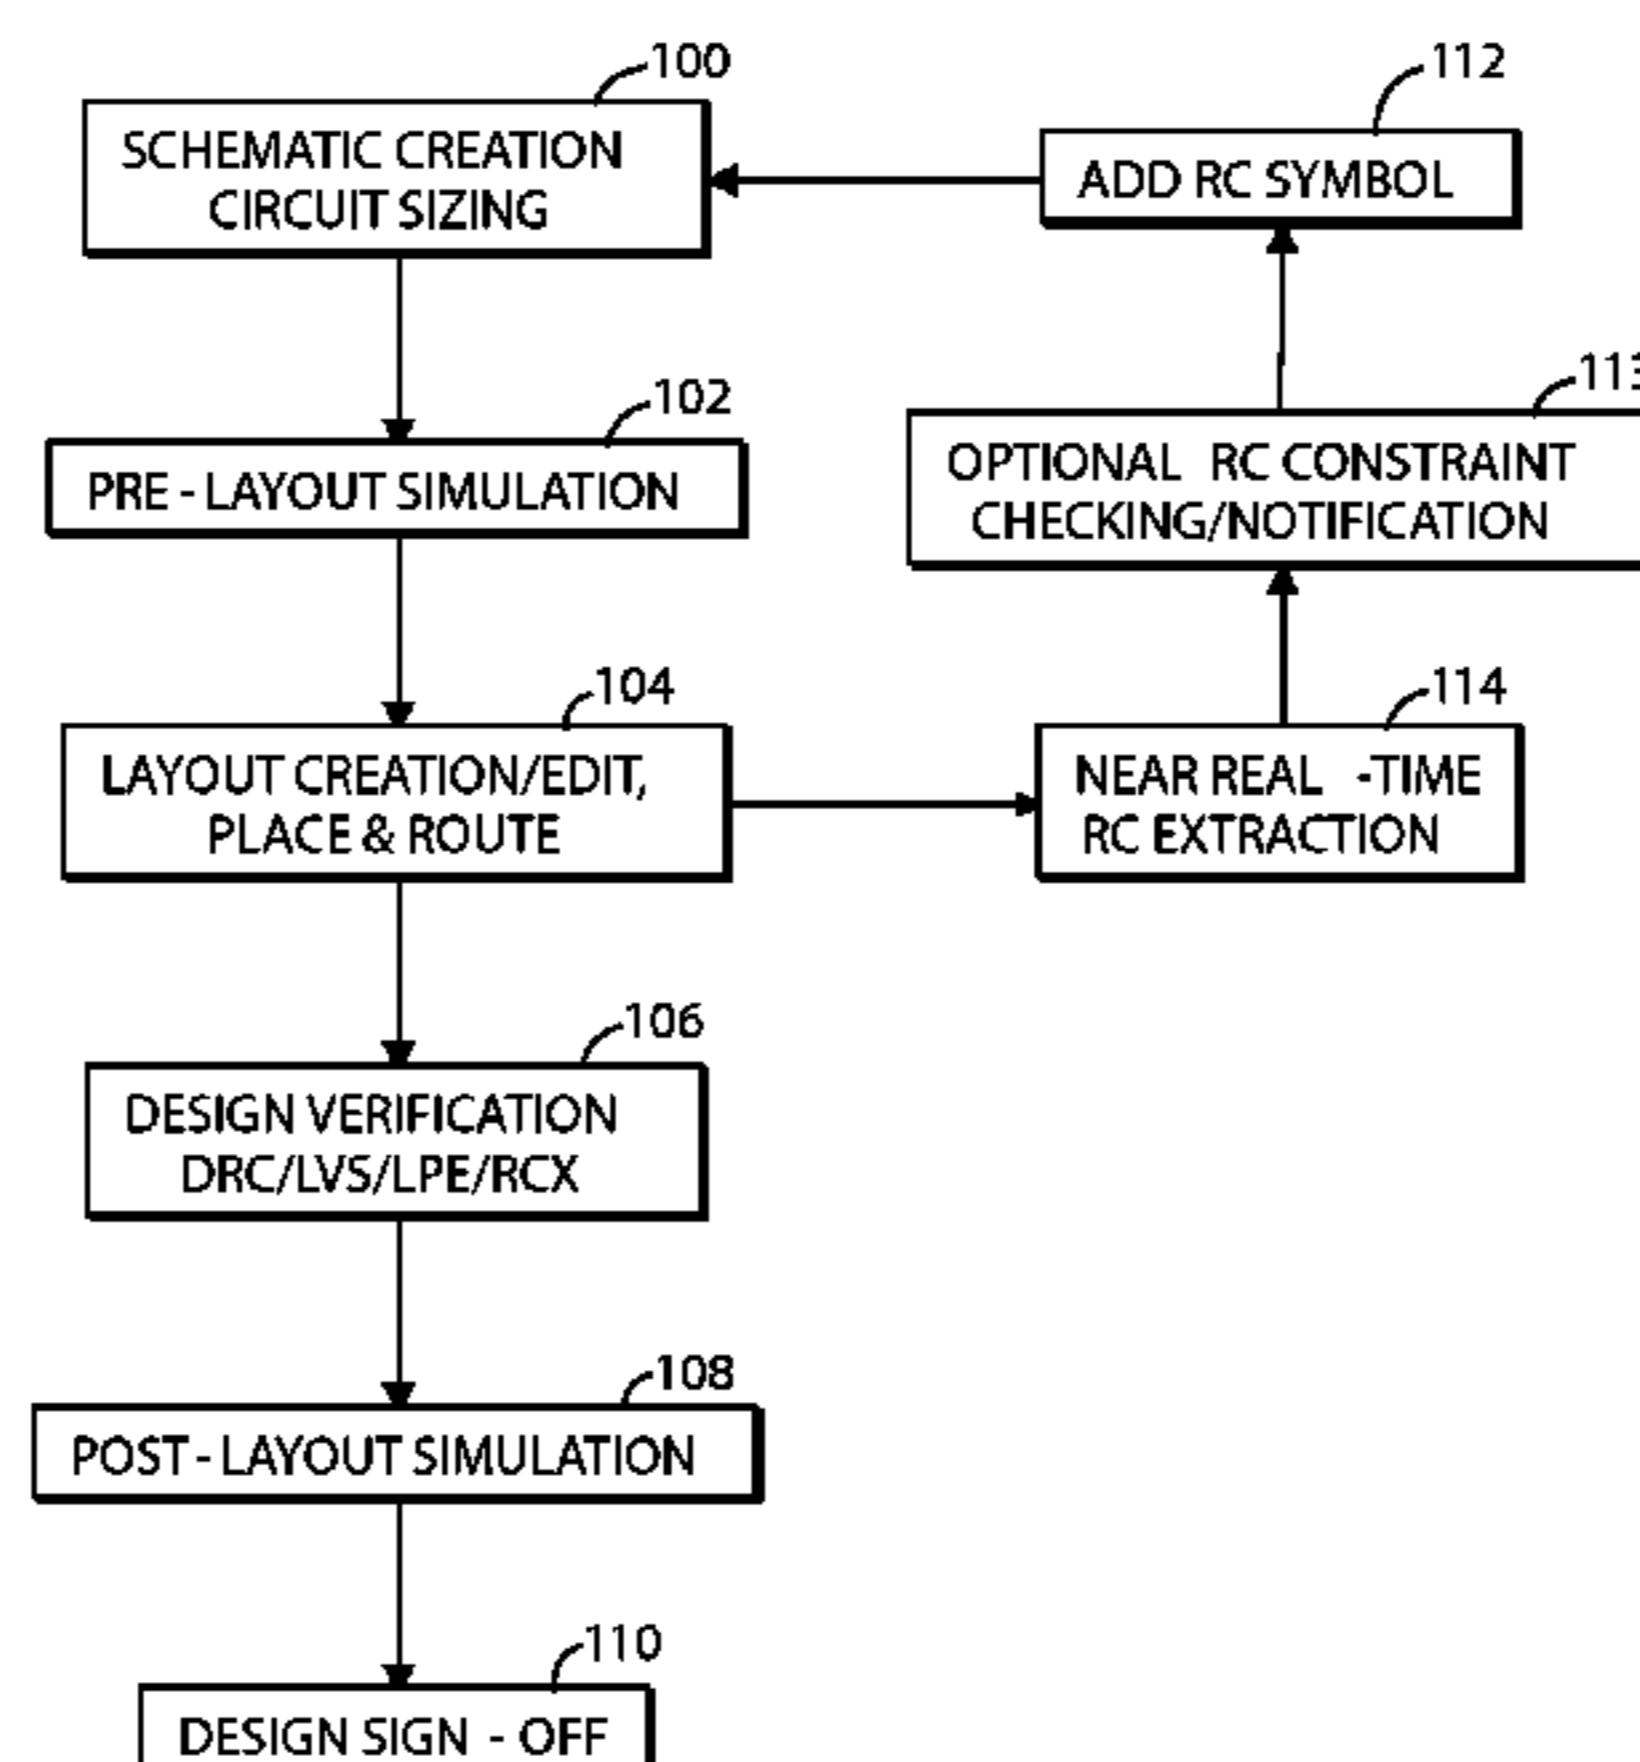 100
SCHEMATIC CREATION
CIRCUIT SIZING
112
ADD RC SYMBOL
102
PRE - LAYOUT SIMULATION
113
OPTIONAL RC CONSTRAINT
CHECKING/NOTIFICATION
104
LAYOUT CREATION/EDIT,
PLACE & ROUTE
114
NEAR REAL -TIME
RC EXTRACTION
106
DESIGN VERIFICATION
DRC/LVS/LPE/RCX
108
POST - LAYOUT SIMULATION
110
DESIGN SIGN - OFF